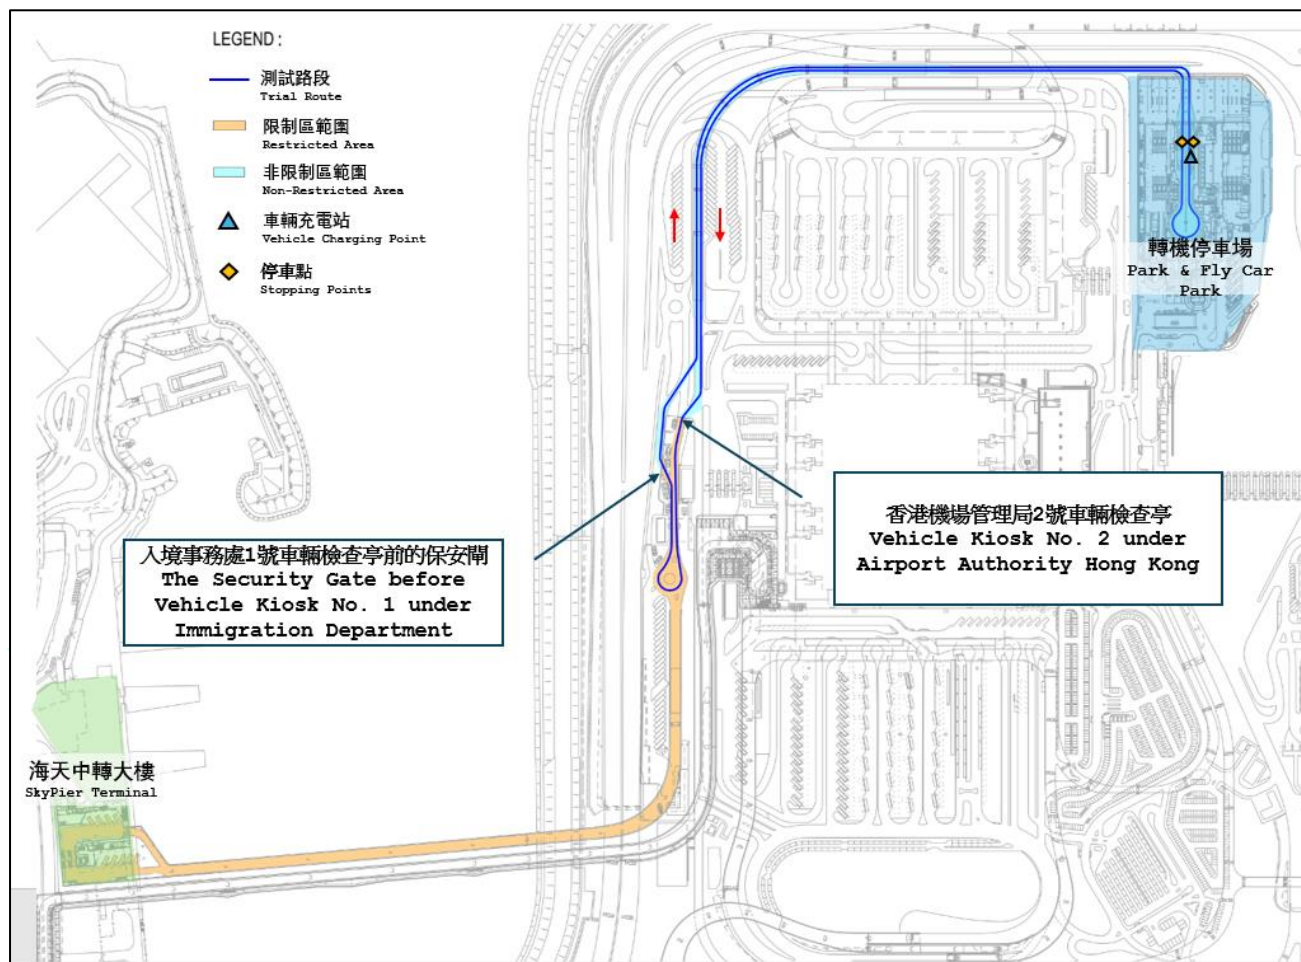 LEGEND :
測試路段
Trial Route
限制區範圍
Restricted Area
非限制區範圍
Non-Restricted Area
車輛充電站
Vehicle Charging Point
停車點
Stopping Points
轉機停車場
Park & Fly Car
Park
入境事務處1號車輛檢查亭前的保安閘
The Security Gate before
Vehicle Kiosk No. 1 under
Immigration Department
香港機場管理局2號車輛檢查亭
Vehicle Kiosk No. 2 under
Airport Authority Hong Kong
海天中轉大樓
SkyPier Terminal